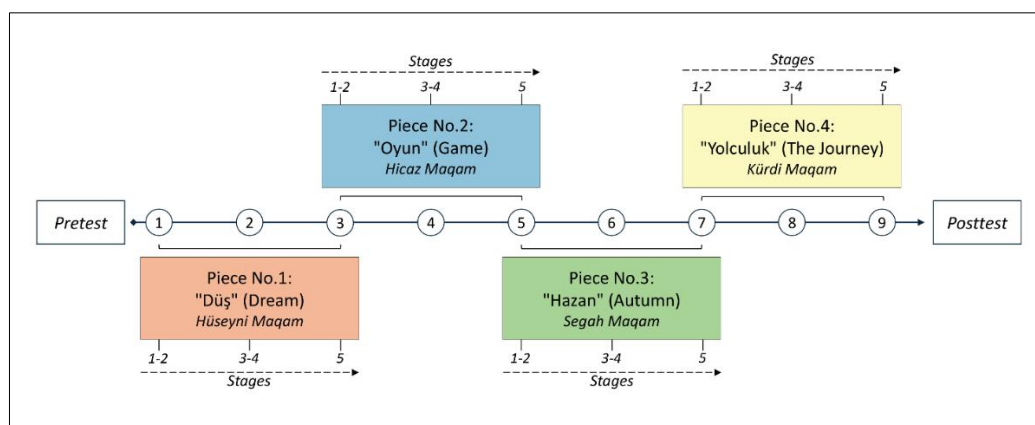 Stages
1-2 3-4 5
Piece No.2:
"Oyun" (Game)
Hicaz Maqam
Stages
1-2 3-4 5
Piece No.4:
"Yolculuk" (The Journey)
Kürdi Maqam
Pretest 1 2 3 4 5 6 7 8 9 Posttest
Piece No.1:
"Düş" (Dream)
Hüseyni Maqam
1-2 3-4 5
Stages
Piece No.3:
"Hazan" (Autumn)
Segah Maqam
1-2 3-4 5
Stages